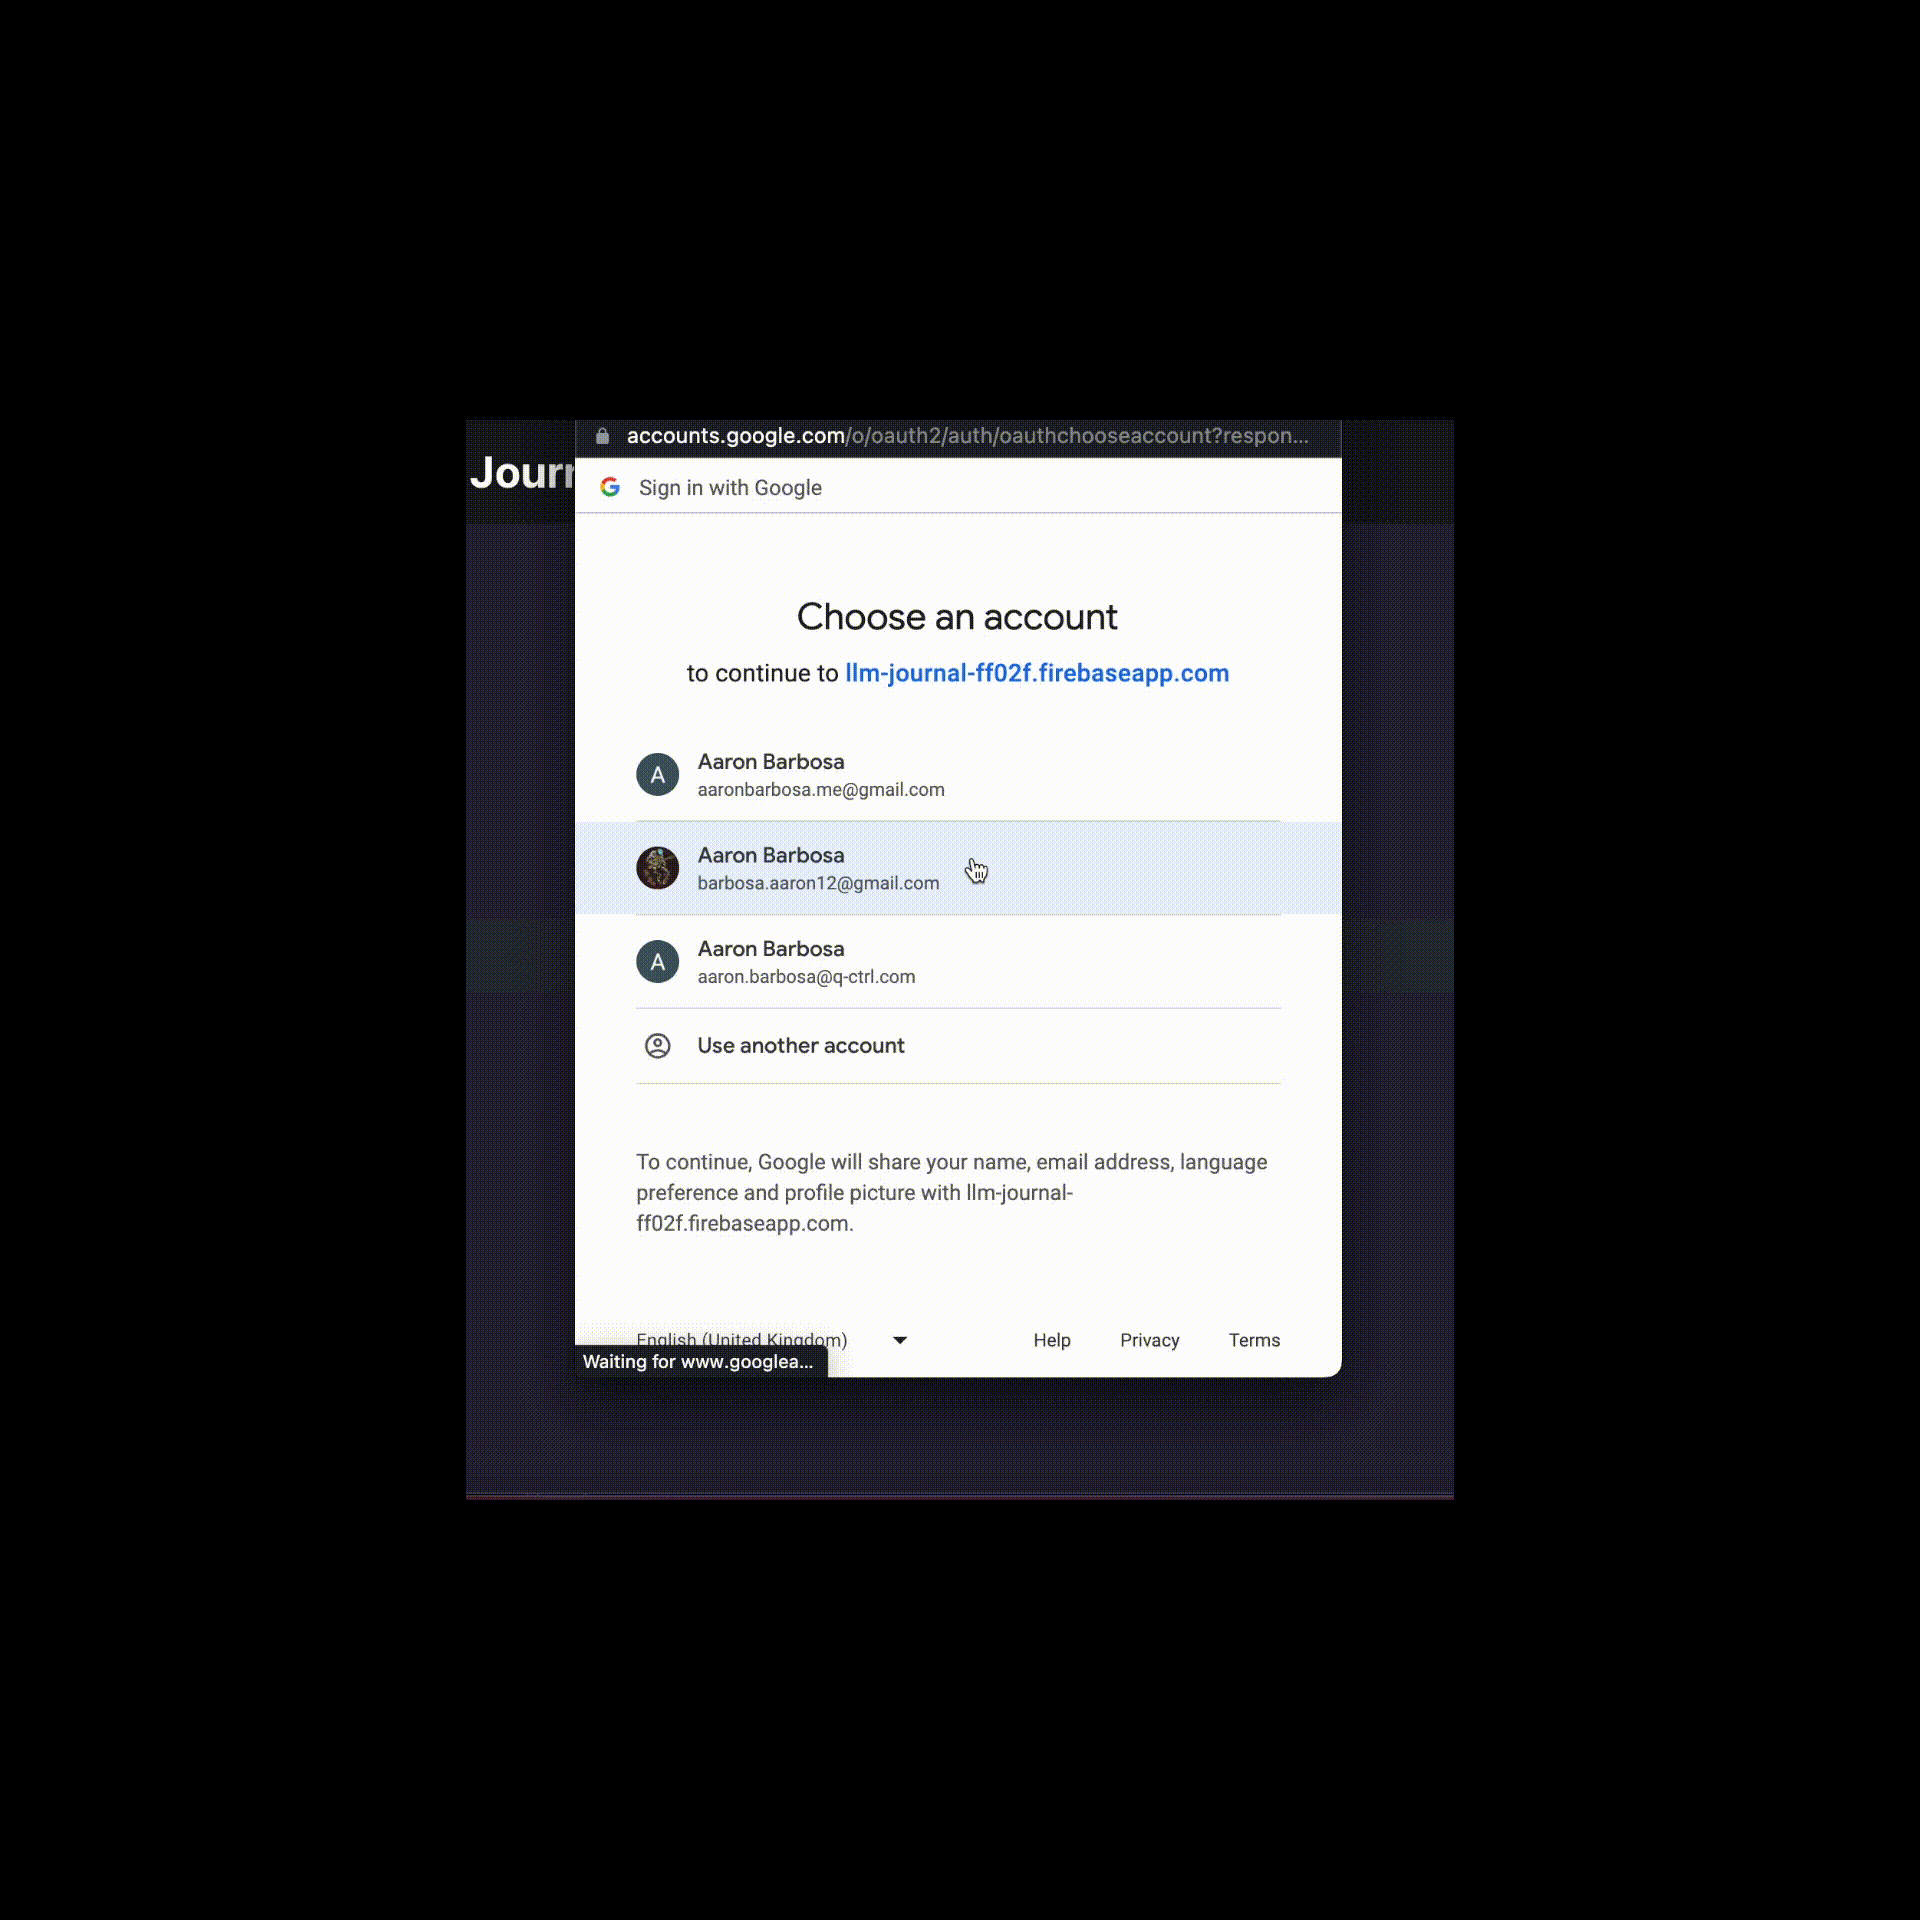 accounts.google.com/o/oauth2/auth/oauthchooseaccount?respon...
Journ
Sign in with Google
Choose an account
to continue to llm-journal-ff02f.firebaseapp.com
A
Aaron Barbosa
aaronbarbosa.me@gmail.com
Aaron Barbosa
barbosa.aaron12@gmail.com
A
Aaron Barbosa
aaron.barbosa@q-ctrl.com
Use another account
To continue, Google will share your name, email address, language
preference and profile picture with llm-journal-
ff02f.firebaseapp.com.
English (United Kingdom)
Help Privacy Terms
Waiting for www.googlea...